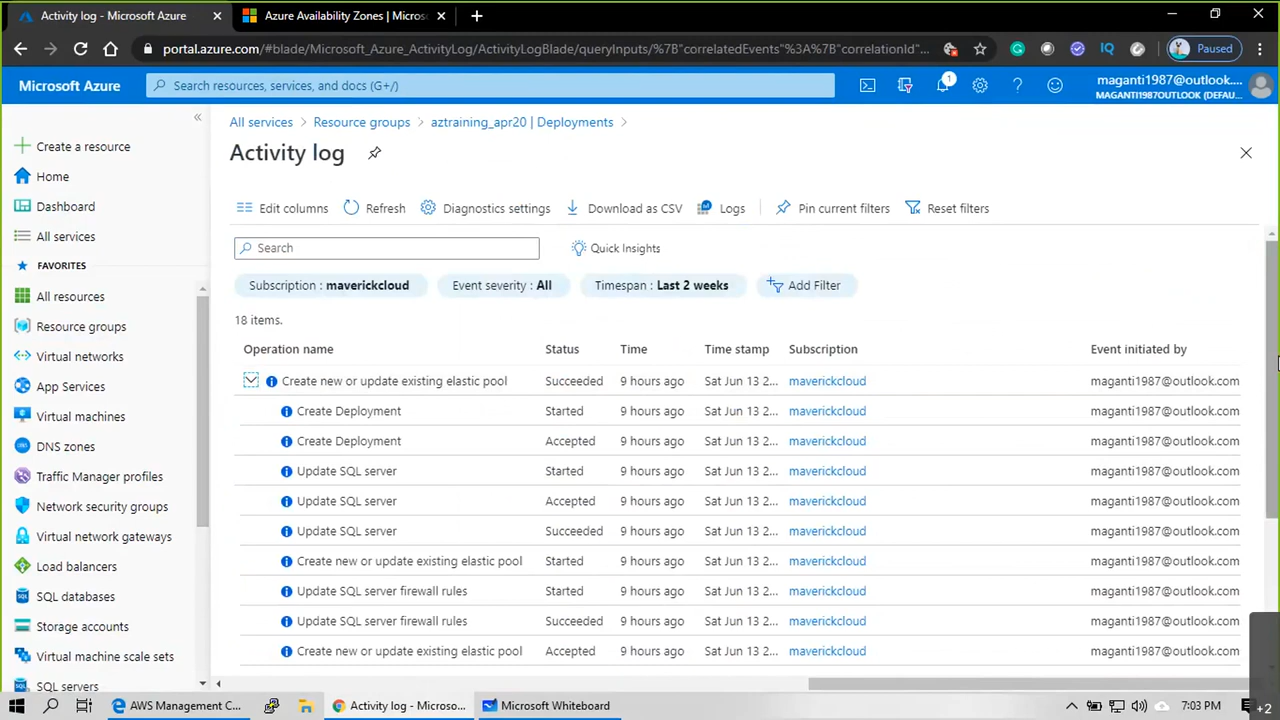 Activity log - Microsoft Azure
Azure Availability Zones | Micros
portal.azure.com/#blade/Microsoft_Azure_ActivityLog/ActivityLogBlade/queryInputs/%7B"correlatedEvents"%3A%7B"correlationId"...
Paused
Microsoft Azure
Search resources, services, and docs (G+/)
1
maganti1987@outlook....
MAGANTI1987OUTLOOK (DEFAU...
All services > Resource groups > aztraining_apr20 | Deployments >
Activity log
Create a resource
Home
Dashboard
All services
FAVORITES
All resources
Resource groups
Virtual networks
App Services
Virtual machines
DNS zones
Traffic Manager profiles
Network security groups
Virtual network gateways
Load balancers
SQL databases
Storage accounts
Virtual machine scale sets
SQL servers
Edit columns Refresh Diagnostics settings Download as CSV Logs Pin current filters Reset filters
Search Quick Insights
Subscription : maverickcloud Event severity : All Timespan : Last 2 weeks Add Filter
18 items.
Operation name Status Time Time stamp Subscription Event initiated by
Create new or update existing elastic pool Succeeded 9 hours ago Sat Jun 13 2... maverickcloud maganti1987@outlook.com
Create Deployment Started 9 hours ago Sat Jun 13 2... maverickcloud maganti1987@outlook.com
Create Deployment Accepted 9 hours ago Sat Jun 13 2... maverickcloud maganti1987@outlook.com
Update SQL server Started 9 hours ago Sat Jun 13 2... maverickcloud maganti1987@outlook.com
Update SQL server Accepted 9 hours ago Sat Jun 13 2... maverickcloud maganti1987@outlook.com
Update SQL server Succeeded 9 hours ago Sat Jun 13 2... maverickcloud maganti1987@outlook.com
Create new or update existing elastic pool Started 9 hours ago Sat Jun 13 2... maverickcloud maganti1987@outlook.com
Update SQL server firewall rules Started 9 hours ago Sat Jun 13 2... maverickcloud maganti1987@outlook.com
Update SQL server firewall rules Succeeded 9 hours ago Sat Jun 13 2... maverickcloud maganti1987@outlook.com
Create new or update existing elastic pool Accepted 9 hours ago Sat Jun 13 2... maverickcloud maganti1987@outlook.com
AWS Management C... Activity log - Microso... Microsoft Whiteboard 7:03 PM +2